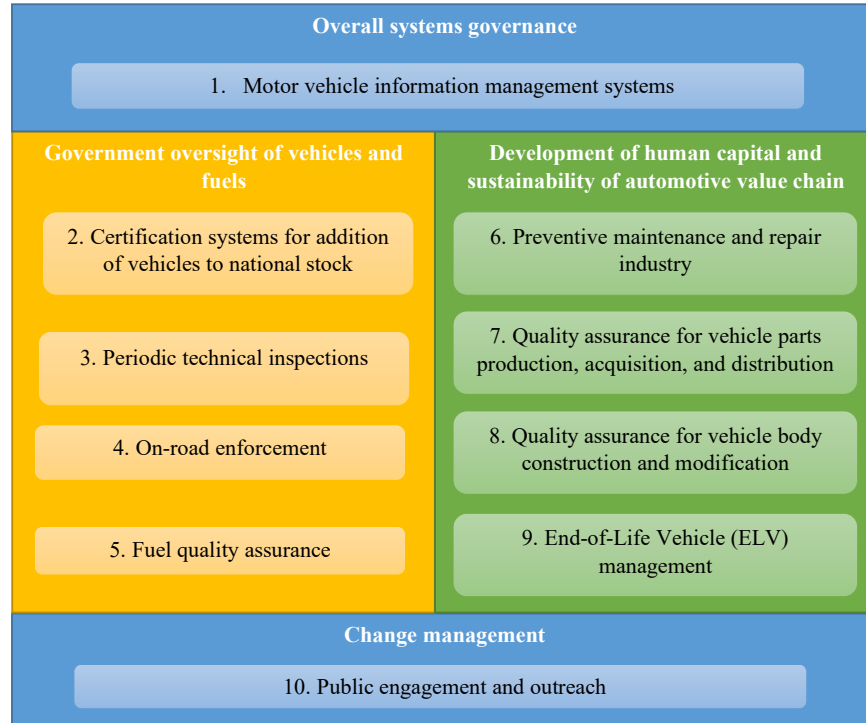 Overall systems governance
1. Motor vehicle information management systems
Government oversight of vehicles and
fuels
2. Certification systems for addition
of vehicles to national stock
3. Periodic technical inspections
4. On-road enforcement
5. Fuel quality assurance
Development of human capital and
sustainability of automotive value chain
6. Preventive maintenance and repair
industry
7. Quality assurance for vehicle parts
production, acquisition, and distribution
8. Quality assurance for vehicle body
construction and modification
9. End-of-Life Vehicle (ELV)
management
Change management
10. Public engagement and outreach